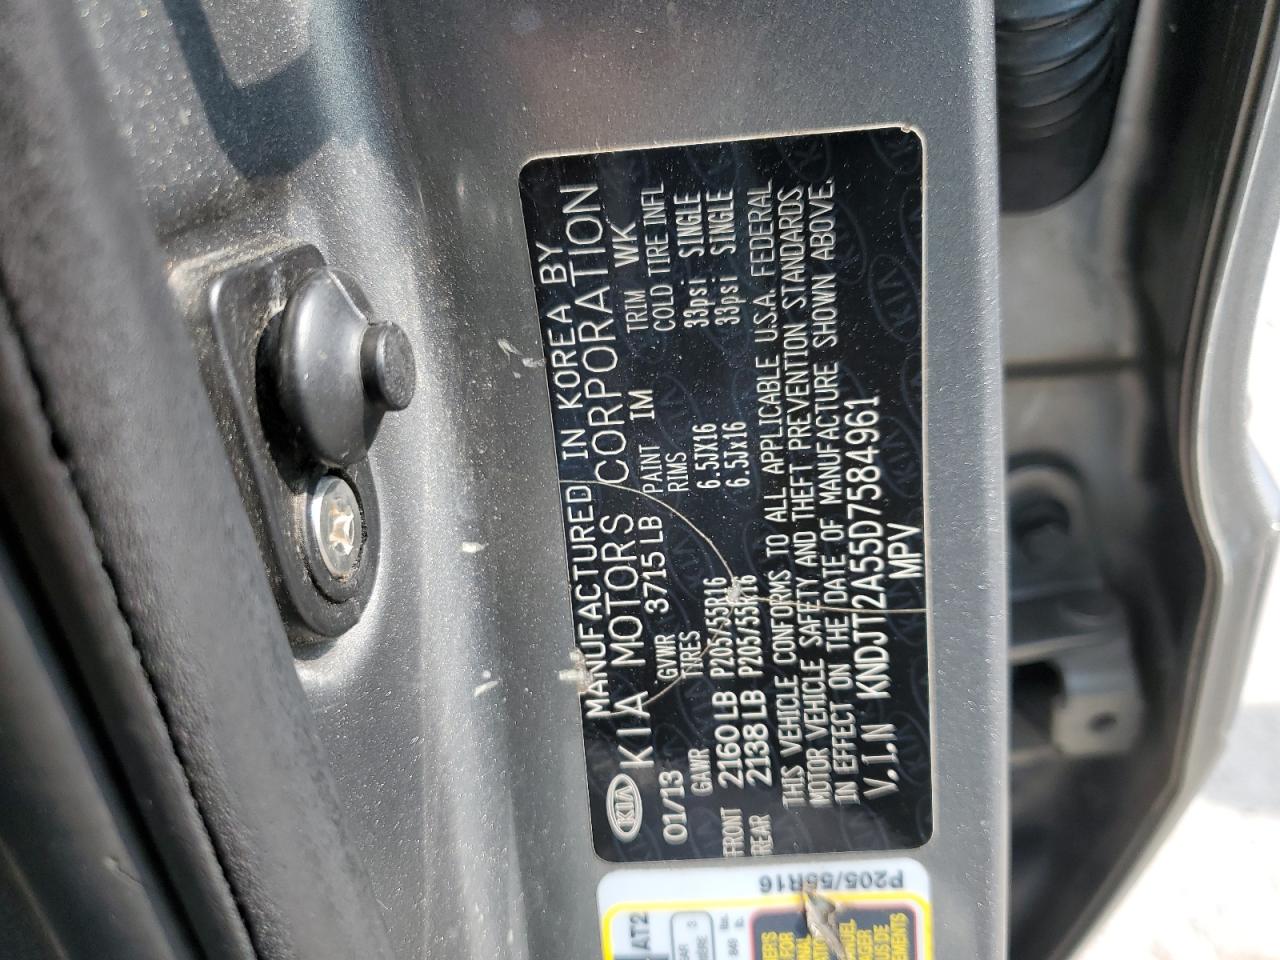 MANUFACTURED IN KOREA BY
KIA KIA MOTORS CORPORATION
01/13 GVWR 3715 LB PAINT IM TRIM WK
GAWR TIRES RIMS COLD TIRE INFL
FRONT 2160 LB P205/55R16 6.5JX16 33psi SINGLE
REAR 2138 LB P205/55R16 6.5JX16 33psi SINGLE
THIS VEHICLE CONFORMS TO ALL APPLICABLE U.S.A. FEDERAL
MOTOR VEHICLE SAFETY AND THEFT PREVENTION STANDARDS
IN EFFECT ON THE DATE OF MANUFACTURE SHOWN ABOVE.
V.I.N KNDJT2A55D7584961
MPV
P205/55R16
AT2